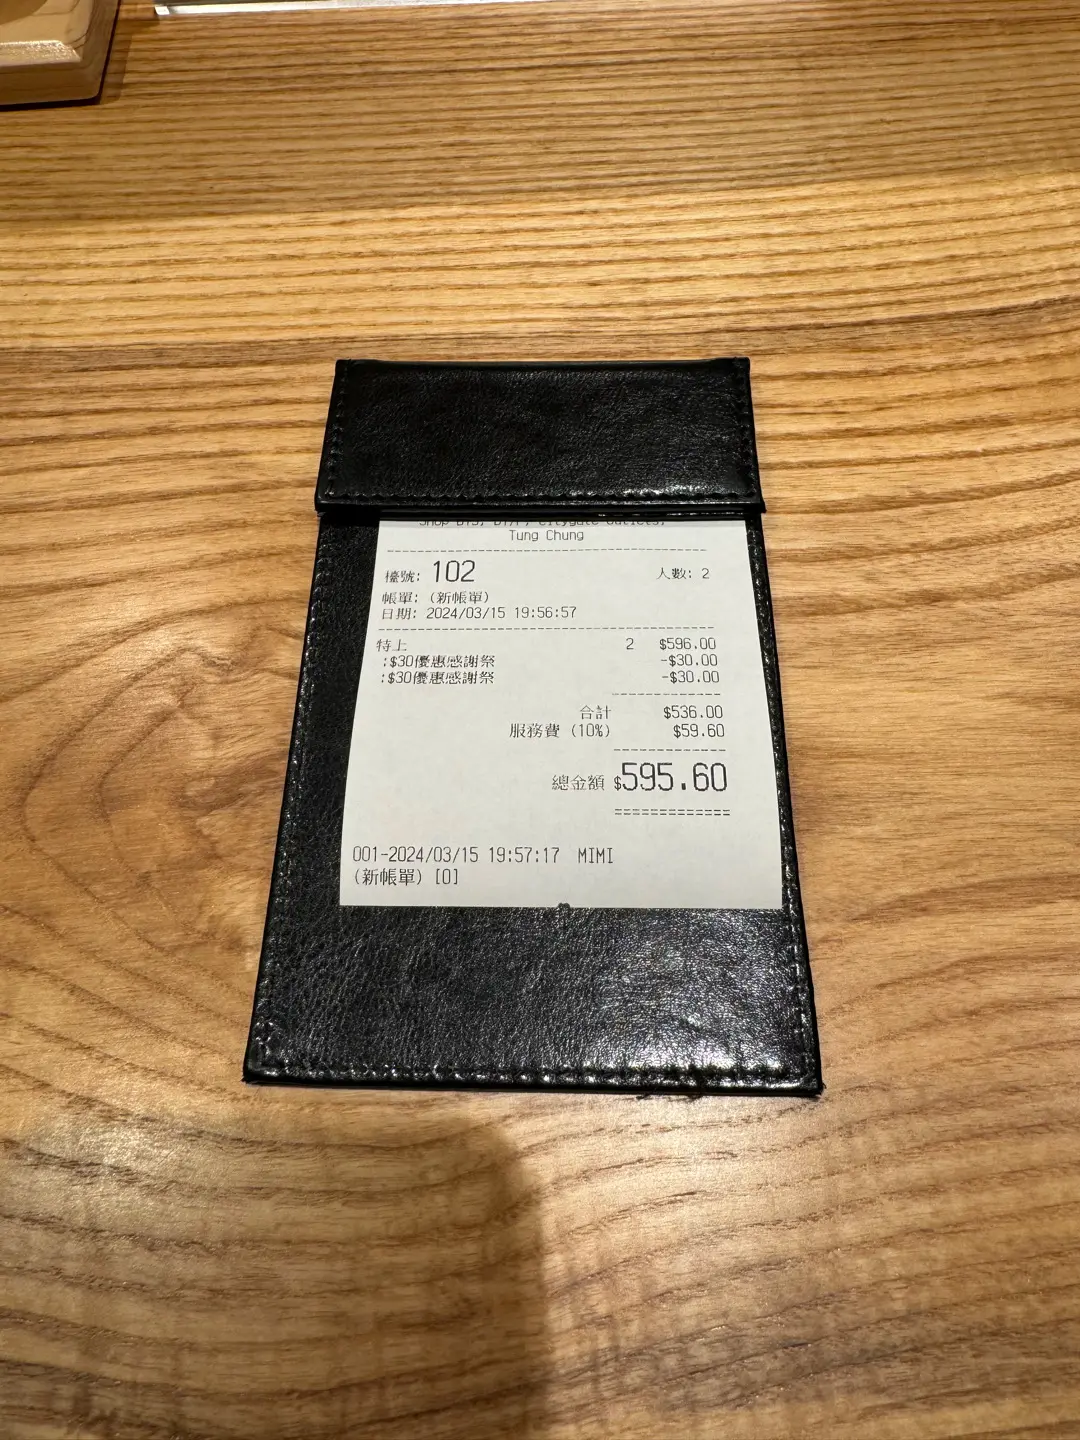 Tung Chung
檯號: 102 人數: 2
帳單: (新帳單)
日期: 2024/03/15 19:56:57
特上 2 $596.00
:$30優惠感謝祭 -$30.00
:$30優惠感謝祭 -$30.00
合計 $536.00
服務費 (10%) $59.60
總金額 $595.60
001-2024/03/15 19:57:17 MIMI
(新帳單) [0]